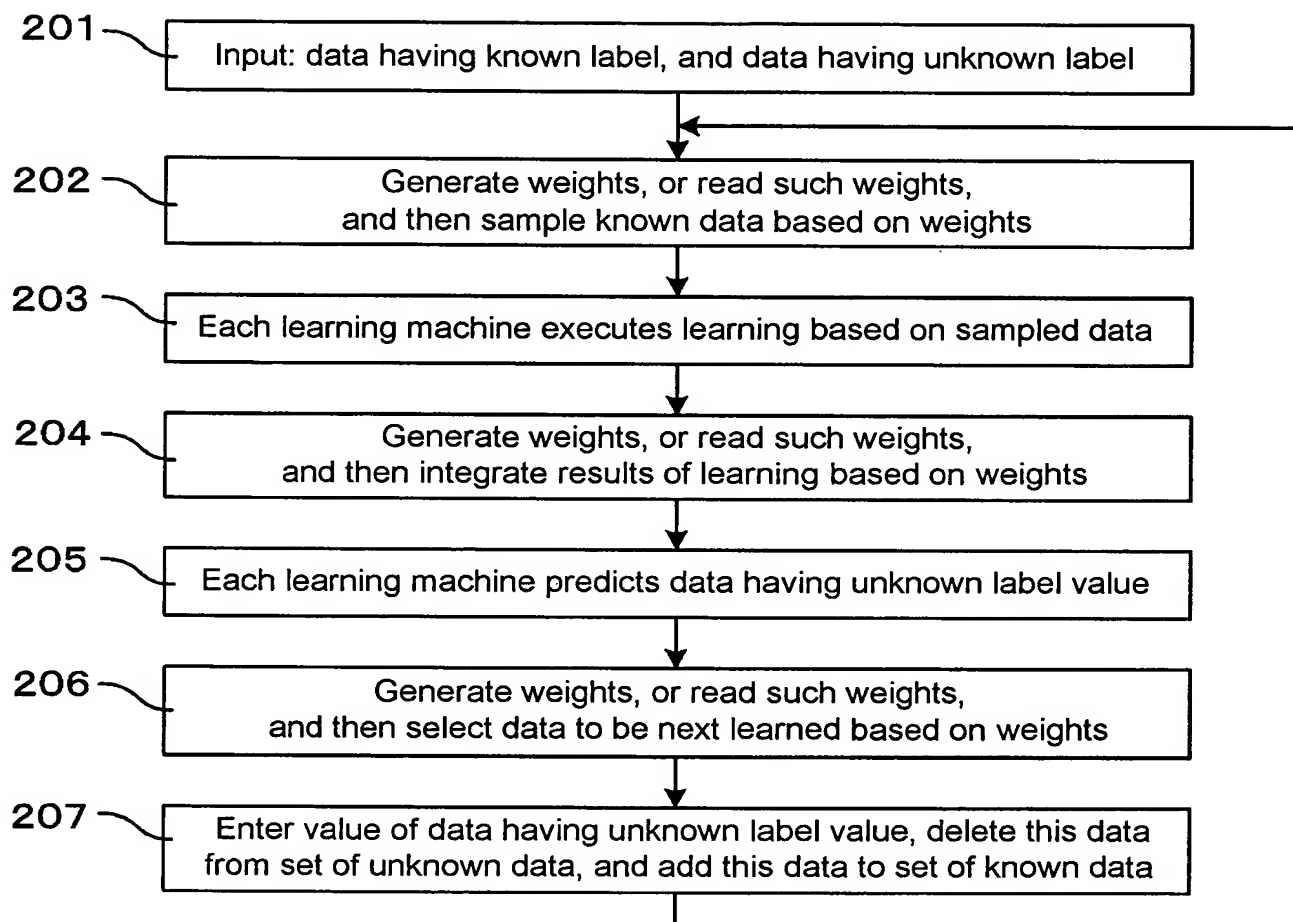 201
Input: data having known label, and data having unknown label
202
Generate weights, or read such weights,
and then sample known data based on weights
203
Each learning machine executes learning based on sampled data
204
Generate weights, or read such weights,
and then integrate results of learning based on weights
205
Each learning machine predicts data having unknown label value
206
Generate weights, or read such weights,
and then select data to be next learned based on weights
207
Enter value of data having unknown label value, delete this data
from set of unknown data, and add this data to set of known data